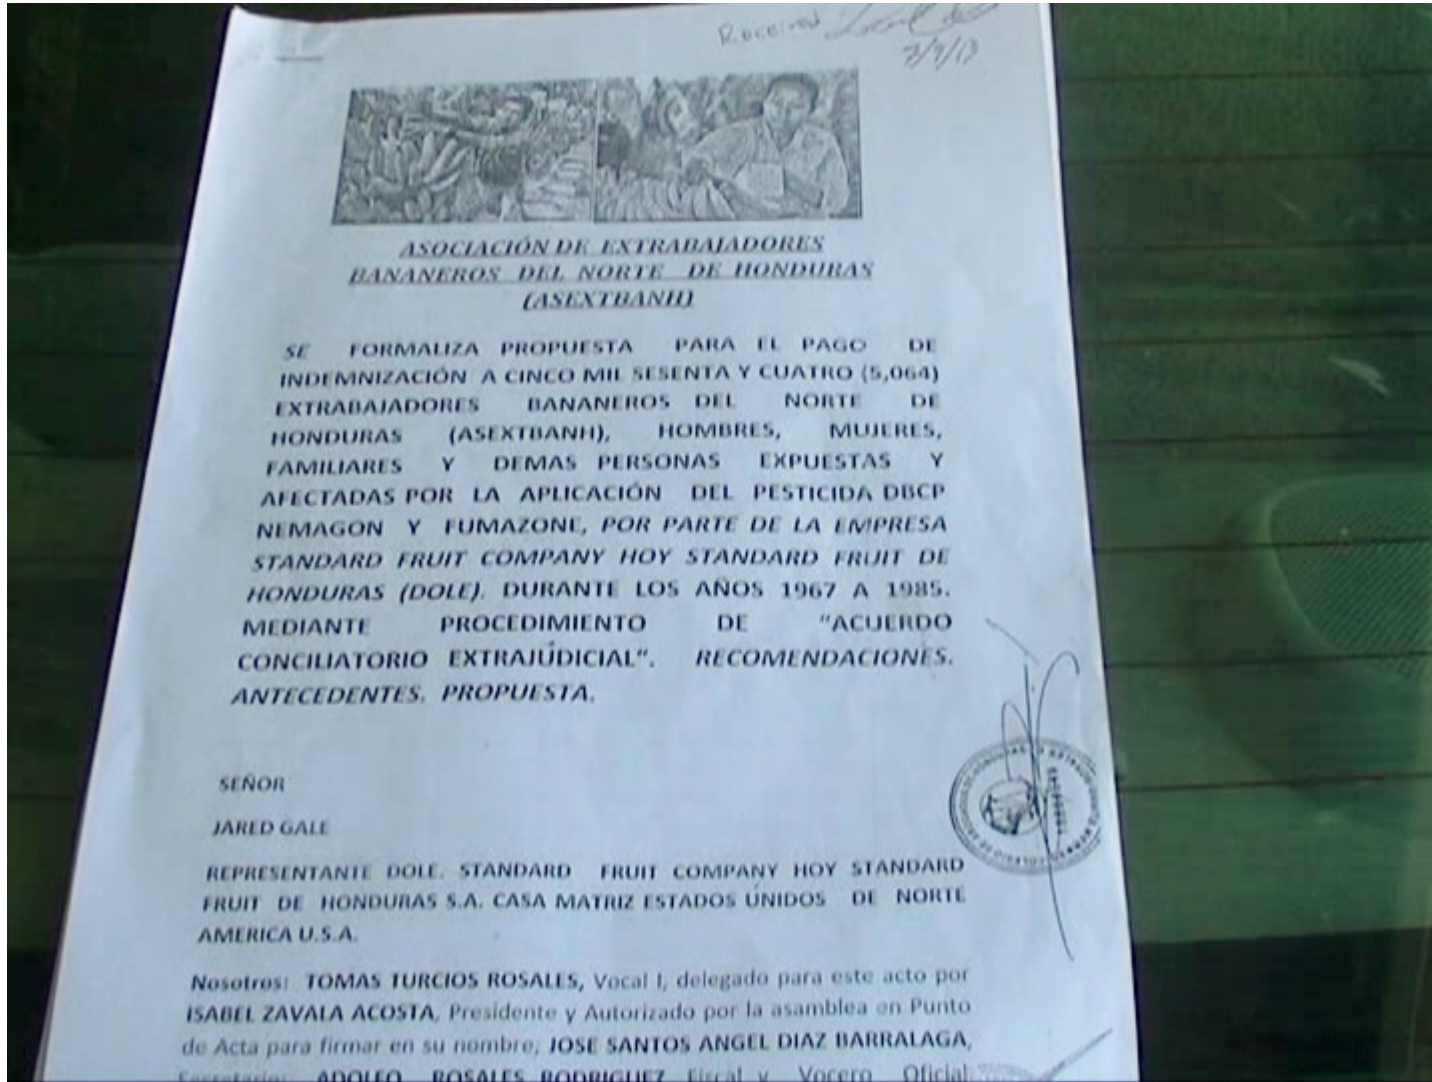 Received
3/9/13
ASOCIACIÓN DE EXTRABAJADORES
BANANEROS DEL NORTE DE HONDURAS
(ASEXTBANH)
SE FORMALIZA PROPUESTA PARA EL PAGO DE
INDEMNIZACIÓN A CINCO MIL SESENTA Y CUATRO (5,064)
EXTRABAJADORES BANANEROS DEL NORTE DE
HONDURAS (ASEXTBANH), HOMBRES, MUJERES,
FAMILIARES Y DEMAS PERSONAS EXPUESTAS Y
AFECTADAS POR LA APLICACIÓN DEL PESTICIDA DBCP
NEMAGON Y FUMAZONE, POR PARTE DE LA EMPRESA
STANDARD FRUIT COMPANY HOY STANDARD FRUIT DE
HONDURAS (DOLE). DURANTE LOS AÑOS 1967 A 1985.
MEDIANTE PROCEDIMIENTO DE "ACUERDO
CONCILIATORIO EXTRAJÚDICIAL". RECOMENDACIONES.
ANTECEDENTES. PROPUESTA.
SEÑOR
JARED GALE
REPRESENTANTE DOLE. STANDARD FRUIT COMPANY HOY STANDARD
FRUIT DE HONDURAS S.A. CASA MATRIZ ESTADOS ÚNIDOS DE NORTE
AMERICA U.S.A.
Nosotros: TOMAS TURCIOS ROSALES, Vocal I, delegado para este acto por
ISABEL ZAVALA ACOSTA, Presidente y Autorizado por la asamblea en Punto
de Acta para firmar en su nombre, JOSE SANTOS ANGEL DIAZ BARRALAGA,
Secretario; ADOLFO ROSALES RODRIGUEZ Fiscal y Vocero Oficial